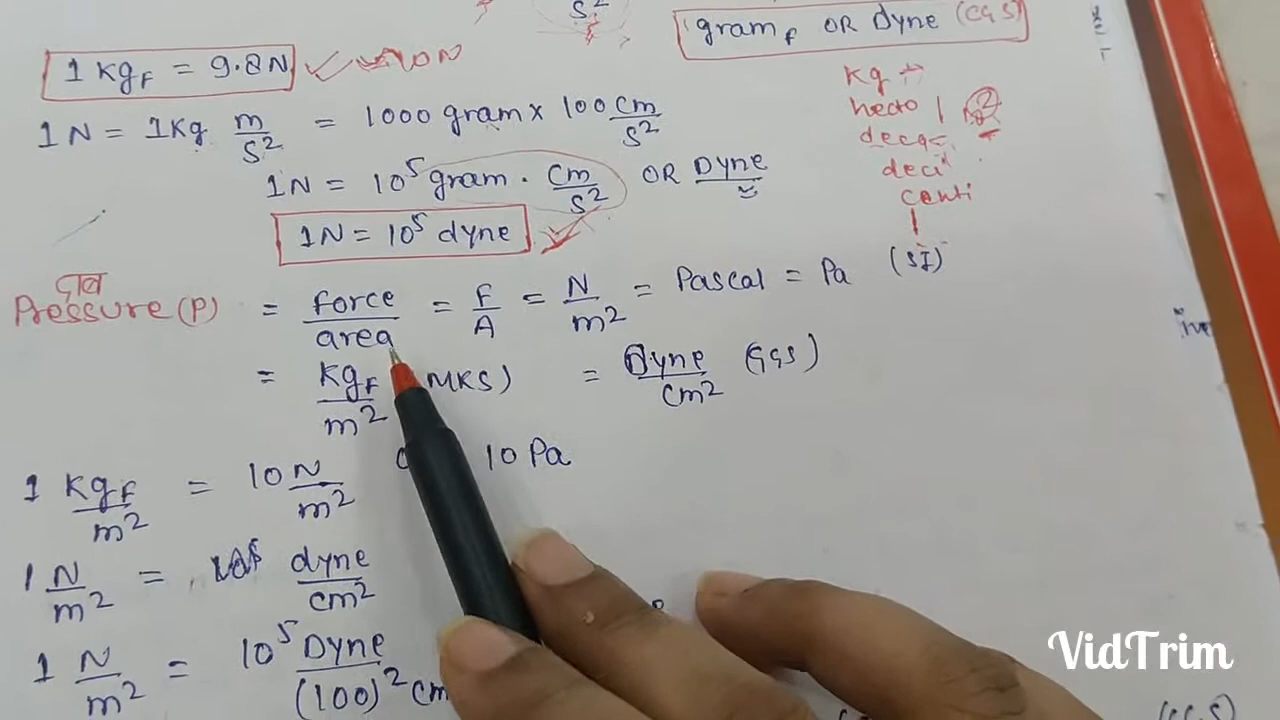 S²
gram_F OR Dyne (CGS)
1 Kg_F = 9.8N 10N
Kg
1N = 1Kg m/S² = 1000 gram x 100 cm/S²
hecto
deca
1N = 10⁵ gram . cm/S² OR Dyne
deci
centi
1N = 10⁵ dyne
दाब
Pressure (P) = force/area = F/A = N/m² = Pascal = Pa (SI)
= Kg_F/m² MKS) = Dyne/cm² (CGS)
1 Kg_F/m² = 10 N/m² 10 Pa
1 N/m² = dyne/cm²
1 N/m² = 10⁵ Dyne/(100)² cm
VidTrim